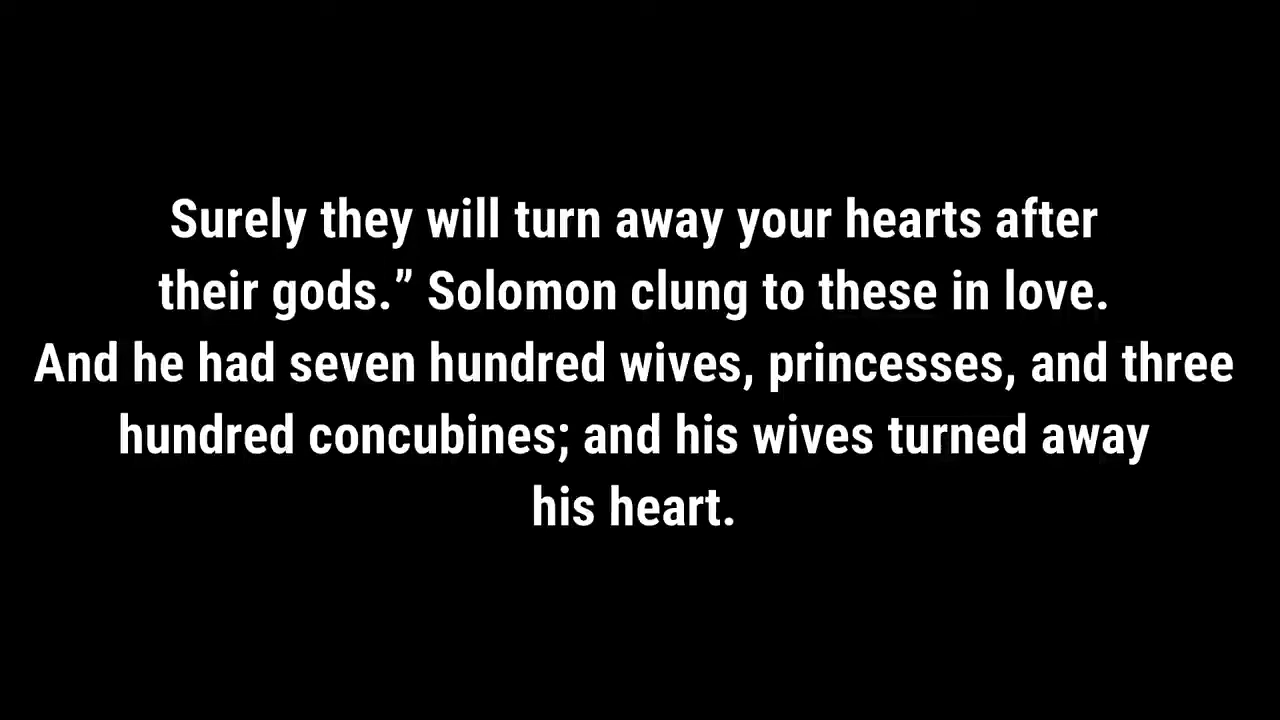 Surely they will turn away your hearts after
their gods.” Solomon clung to these in love.
And he had seven hundred wives, princesses, and three
hundred concubines; and his wives turned away
his heart.